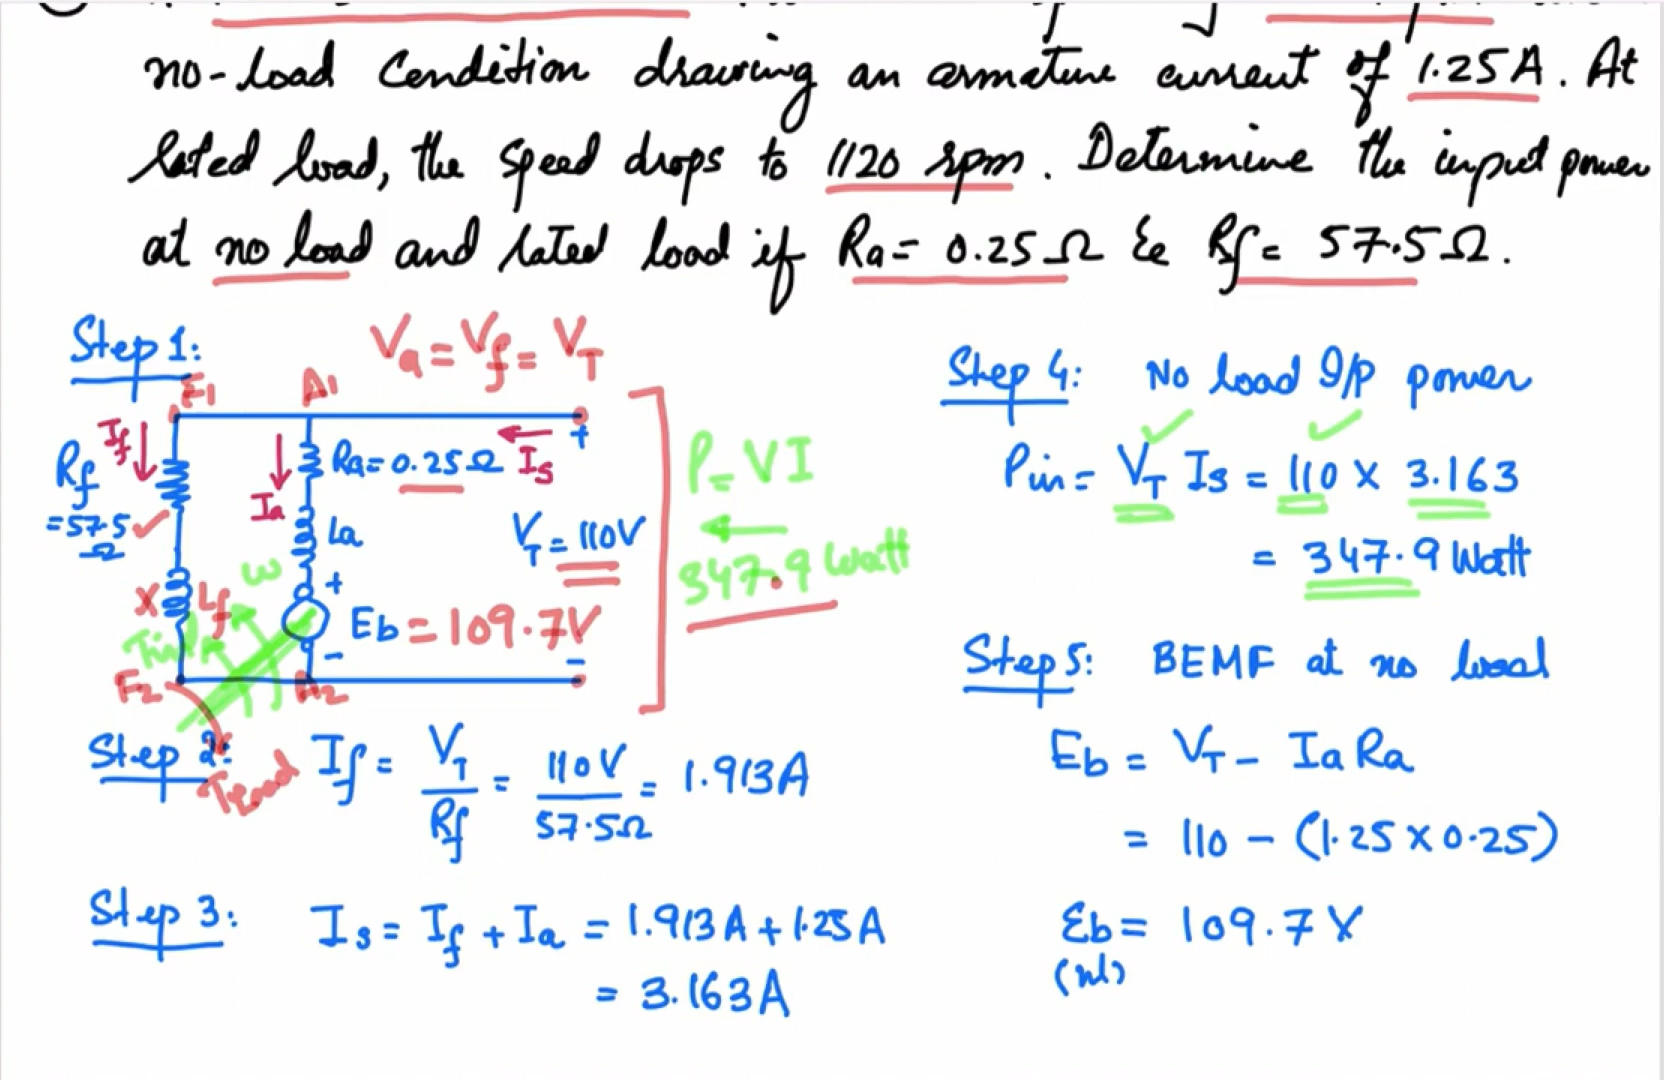 no-load Condition drawing an armature current of 1.25A. At
rated load, the speed drops to 1120 rpm. Determine the input power
at no load and rated load if Ra= 0.25Ω & Rf= 57.5Ω.
Step 1:
Va = Vf = VT
F1 A1
If
+
Rf
=57.5
Ω
Ra=0.25Ω Is
Ia
La
VT = 110V
P=VI
347.9 Watt
ω
X Lf
+
Eb = 109.7V
Tind
-
-
F2 A2
Tload
Step 2: If = VT/Rf = 110V/57.5Ω = 1.913A
Step 3: Is = If + Ia = 1.913A + 1.25A
= 3.163A
Step 4: No load I/p power
Pin = VT Is = 110 X 3.163
= 347.9 Watt
Step 5: BEMF at no load
Eb = VT - IaRa
= 110 - (1.25 X 0.25)
Eb = 109.7 V
(nl)